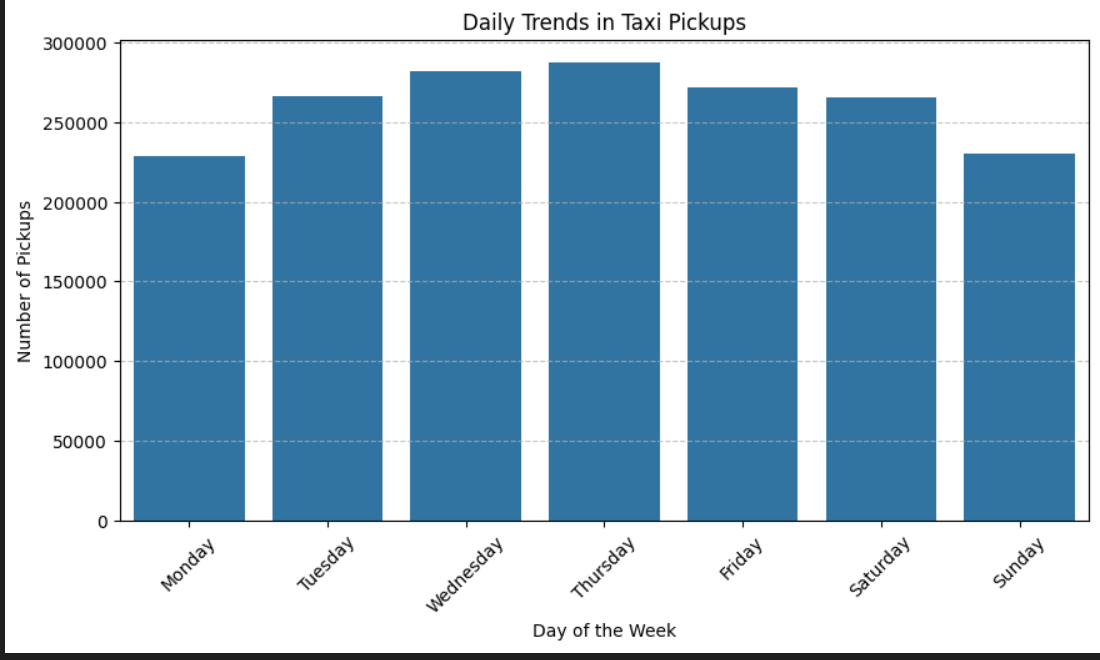 Daily Trends in Taxi Pickups
300000
250000
200000
150000
100000
50000
0
Number of Pickups
Monday
Tuesday
Wednesday
Thursday
Friday
Saturday
Sunday
Day of the Week